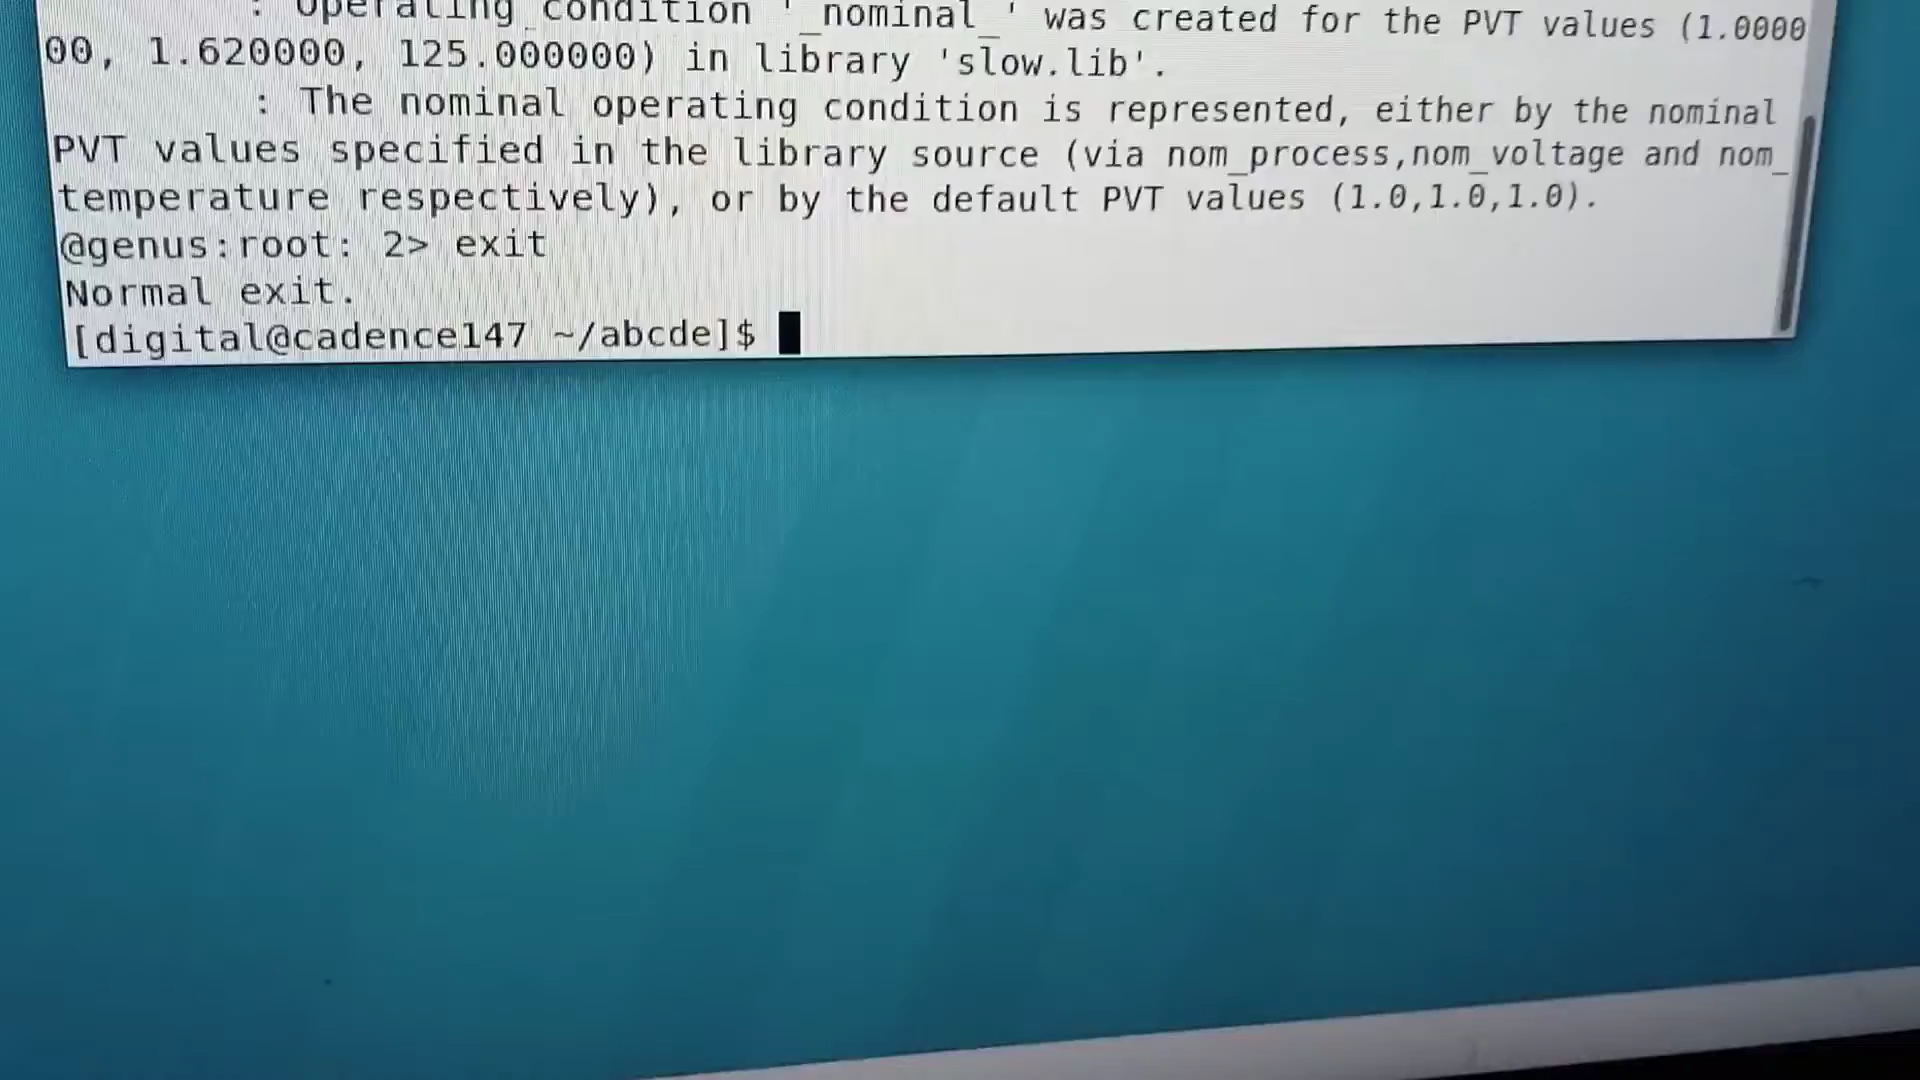 : Operating condition '_nominal_' was created for the PVT values (1.0000
00, 1.620000, 125.000000) in library 'slow.lib'.
: The nominal operating condition is represented, either by the nominal
PVT values specified in the library source (via nom_process,nom_voltage and nom_
temperature respectively), or by the default PVT values (1.0,1.0,1.0).
@genus:root: 2> exit
Normal exit.
[digital@cadence147 ~/abcde]$